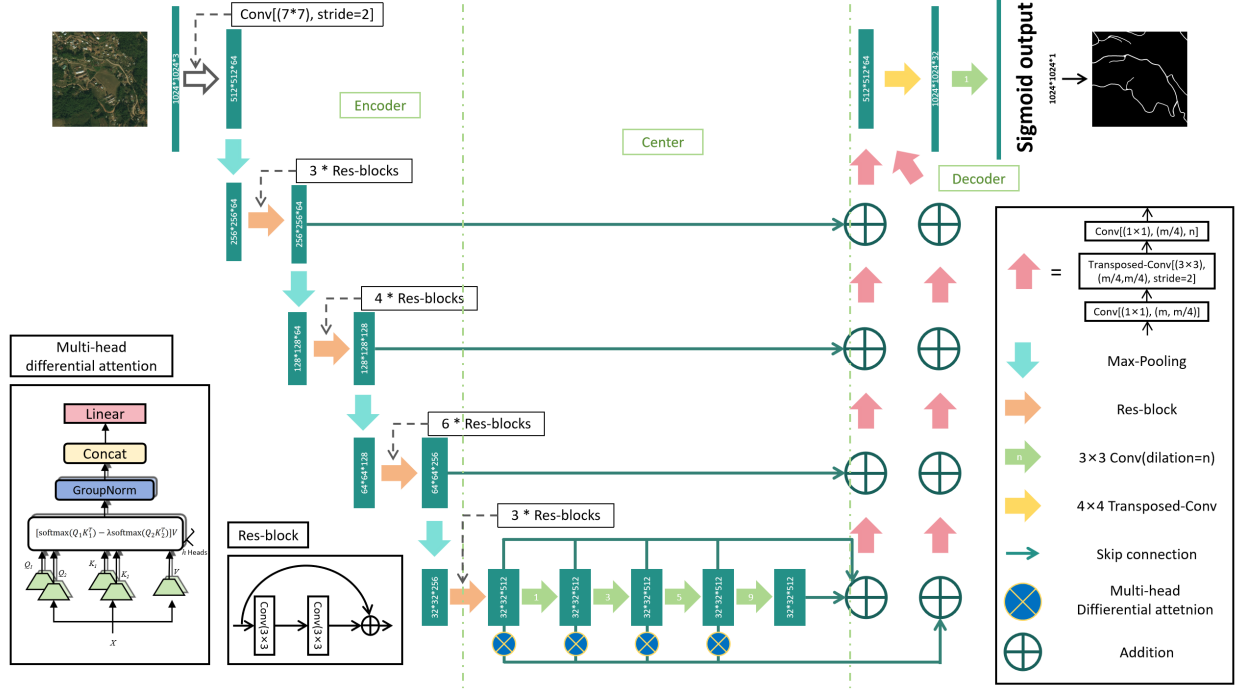 Conv[(7*7), stride=2]
1024*1024*3
512*512*64
Encoder
3 * Res-blocks
256*256*64
256*256*64
4 * Res-blocks
128*128*64
128*128*128
6 * Res-blocks
64*64*128
64*64*256
3 * Res-blocks
32*32*256
32*32*512
1
32*32*512
3
32*32*512
5
32*32*512
9
32*32*512
Center
512*512*64
1024*1024*32
1
Sigmoid output
1024*1024*1
Decoder
Multi-head
differential attention
Linear
Concat
GroupNorm
[softmax(Q₁K₁ᵀ) − λsoftmax(Q₂K₂ᵀ)]V
h Heads
Q₁
Q₂
K₁
K₂
V
X
Res-block
Conv(3×3
Conv(3×3
=
Conv[(1×1), (m/4), n]
Transposed-Conv[(3×3),
(m/4,m/4), stride=2]
Conv[(1×1), (m, m/4)]
Max-Pooling
Res-block
n
3×3 Conv(dilation=n)
4×4 Transposed-Conv
Skip connection
Multi-head
Diffierential attetnion
Addition